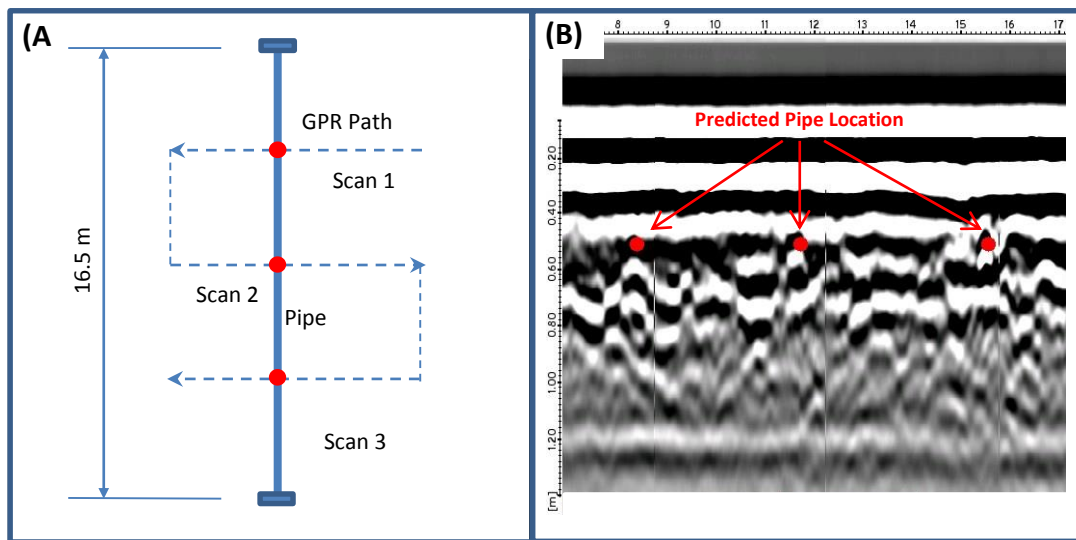 (A
GPR Path
Scan 1
16.5 m
Scan 2
Pipe
Scan 3
(B)
8 9 10 11 12 13 14 15 16 17
Predicted Pipe Location
0.20
0.40
0.60
0.80
1.00
1.20
[m]